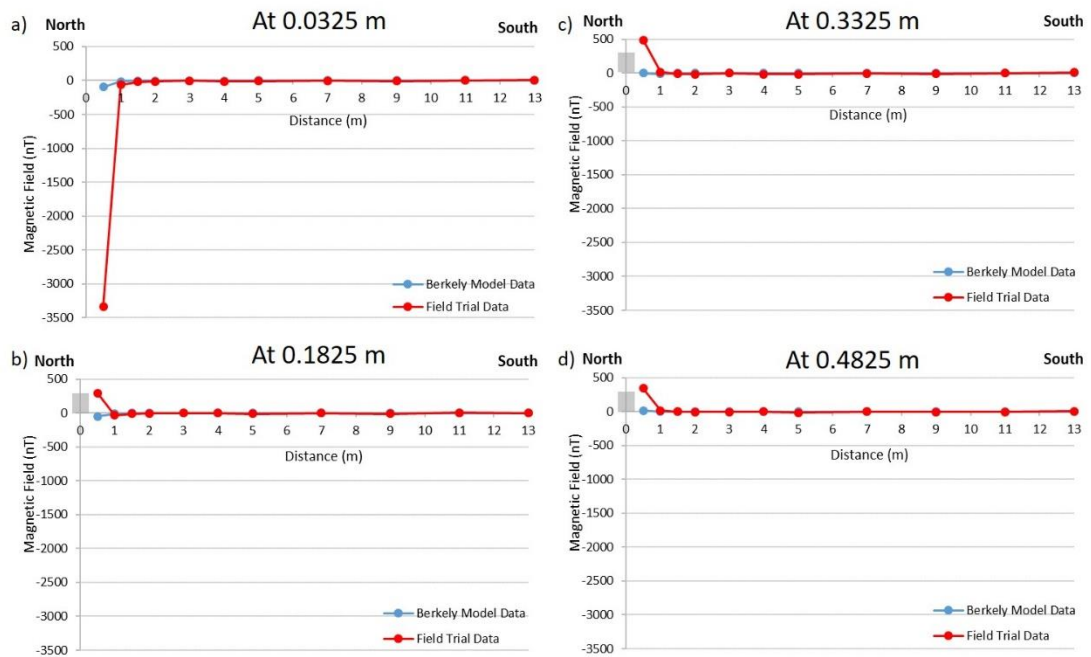 a) North At 0.0325 m South
500
0
-500
-1000
-1500
-2000
-2500
-3000
-3500
0 1 2 3 4 5 6 7 8 9 10 11 12 13
Distance (m)
Magnetic Field (nT)
Berkely Model Data
Field Trial Data
c) North At 0.3325 m South
500
0
-500
-1000
-1500
-2000
-2500
-3000
-3500
0 1 2 3 4 5 6 7 8 9 10 11 12 13
Distance (m)
Magnetic Field (nT)
Berkely Model Data
Field Trial Data
b) North At 0.1825 m South
500
0
-500
-1000
-1500
-2000
-2500
-3000
-3500
0 1 2 3 4 5 6 7 8 9 10 11 12 13
Distance (m)
Magnetic Field (nT)
Berkely Model Data
Field Trial Data
d) North At 0.4825 m South
500
0
-500
-1000
-1500
-2000
-2500
-3000
-3500
0 1 2 3 4 5 6 7 8 9 10 11 12 13
Distance (m)
Magnetic Field (nT)
Berkely Model Data
Field Trial Data